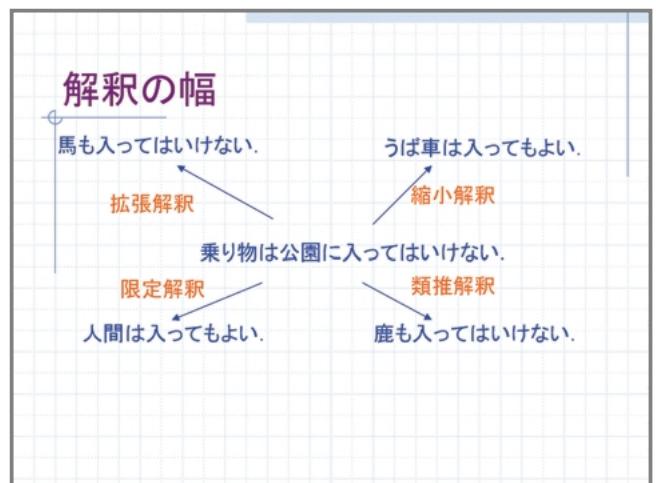 解釈の幅
馬も入ってはいけない.
うば車は入ってもよい.
拡張解釈
縮小解釈
乗り物は公園に入ってはいけない.
限定解釈
類推解釈
人間は入ってもよい.
鹿も入ってはいけない.